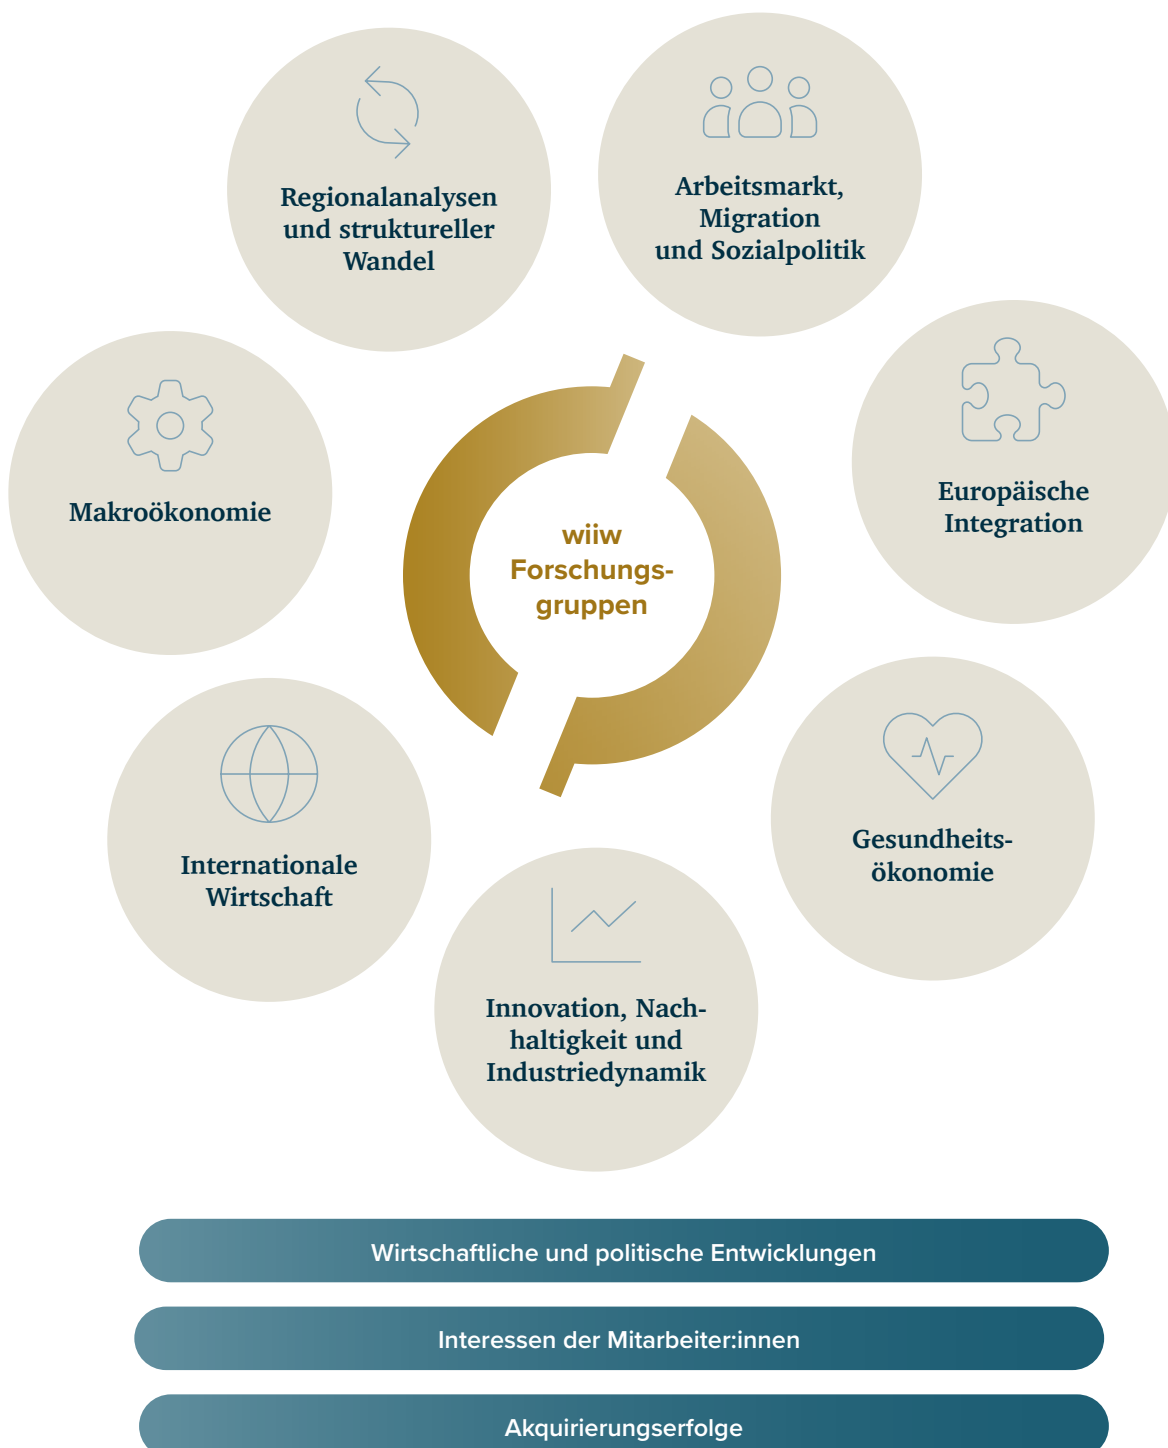 Regionalanalysen
und struktureller
Wandel
Arbeitsmarkt,
Migration
und Sozialpolitik
Makroökonomie
Europäische
Integration
wiiw
Forschungs-
gruppen
Internationale
Wirtschaft
Gesundheits-
ökonomie
Innovation, Nach-
haltigkeit und
Industriedynamik
Wirtschaftliche und politische Entwicklungen
Interessen der Mitarbeiter:innen
Akquirierungserfolge